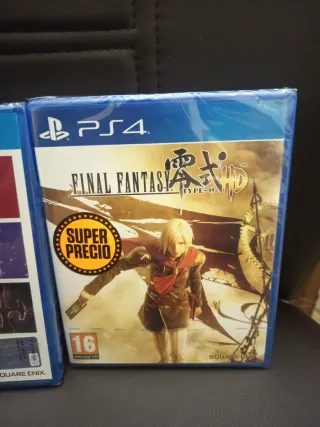 PS4
FINAL FANTASY 零式 HD
TYPE-0
SUPER
PRECIO
16
SQUARE ENIX
SQUARE ENIX